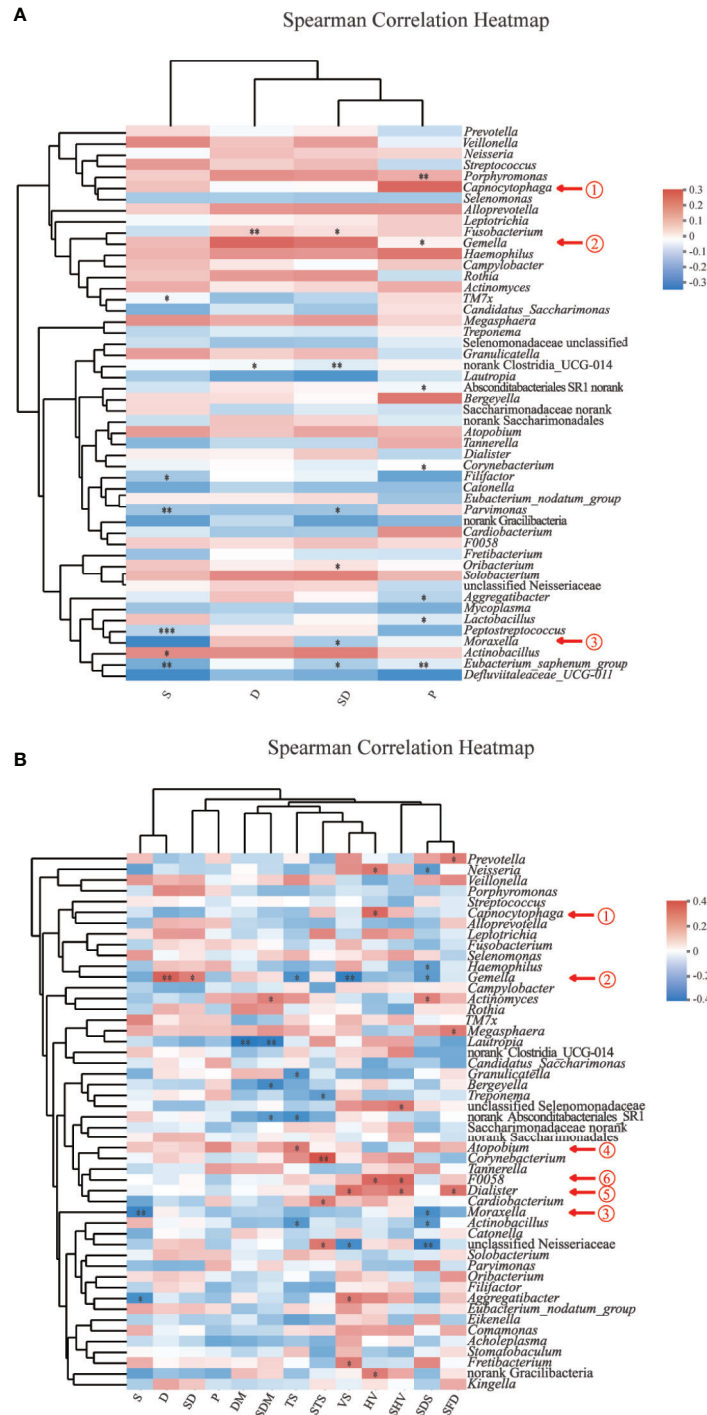 A
Spearman Correlation Heatmap
Prevotella
Veillonella
Neisseria
Streptococcus
** Porphyromonas
Capnocytophaga ①
Selenomonas
Alloprevotella
Leptotrichia
** * Fusobacterium
* Gemella ②
Haophilus
Campylobacter
Rothia
Actinomyces
* TM7x
Candidatus_Saccharimonas
Megasphaera
Treponema
Selenomonadaceae unclassified
Granulicatella
* ** norank Clostridia_UCG-014
Lautropia
* Absconditabacteriales SR1 norank
Bergeyella
Saccharimonadaceae norank
norank Saccharimonadales
Atopobium
Tannerella
Dialister
* Corynebacterium
* Filifactor
Catonella
Eubacterium_nodatum_group
** * Parvimonas
norank Gracilibacteria
Cardiobacterium
F0058
Fretibacterium
* Oribacterium
Solobacterium
unclassified Neisseriaceae
* Aggregatibacter
Mycoplasma
* Lactobacillus
*** Peptostreptococcus
* Moraxella ③
* Actinobacillus
** * ** Eubacterium_saphenum_group
Defluviitaleaceae_UCG-011
S D SD P
0.3
0.2
0.1
0
-0.1
-0.2
-0.3
B
Spearman Correlation Heatmap
* Prevotella
* * Neisseria
Veillonella
Porphyromonas
Streptococcus
* Capnocytophaga ①
Alloprevotella
Leptotrichia
Fusobacterium
Selenomonas
* Haemophilus
** * * ** * Gemella ②
Campylobacter
* * Actinomyces
Rothia
TM7x
* Megasphaera
** ** Lautropia
norank Clostridia_UCG-014
Candidatus_Saccharimonas
* Granulicatella
* Bergeyella
* Treponema
* unclassified Selenomonadaceae
* * norank Absconditabacteriales_SR1
Saccharimonadaceae norank
norank Saccharimonadales
* Atopobium ④
** Corynebacterium
Tannerella
* * F0058 ⑥
* * * Dialister ⑤
* Cardiobacterium
** * Moraxella ③
* * Actinobacillus
Catonella
* * ** unclassified Neisseriaceae
Solobacterium
Parvimonas
Oribacterium
Filifactor
* * Aggregatibacter
Eubacterium_nodatum_group
Eikenella
Comamonas
Acholeplasma
Stomatobaculum
* Fretibacterium
* norank Gracilibacteria
Kingella
S D SD P DM SDM TS STS VS HV SHV SDS SFD
0.4
0.2
0
-0.2
-0.4